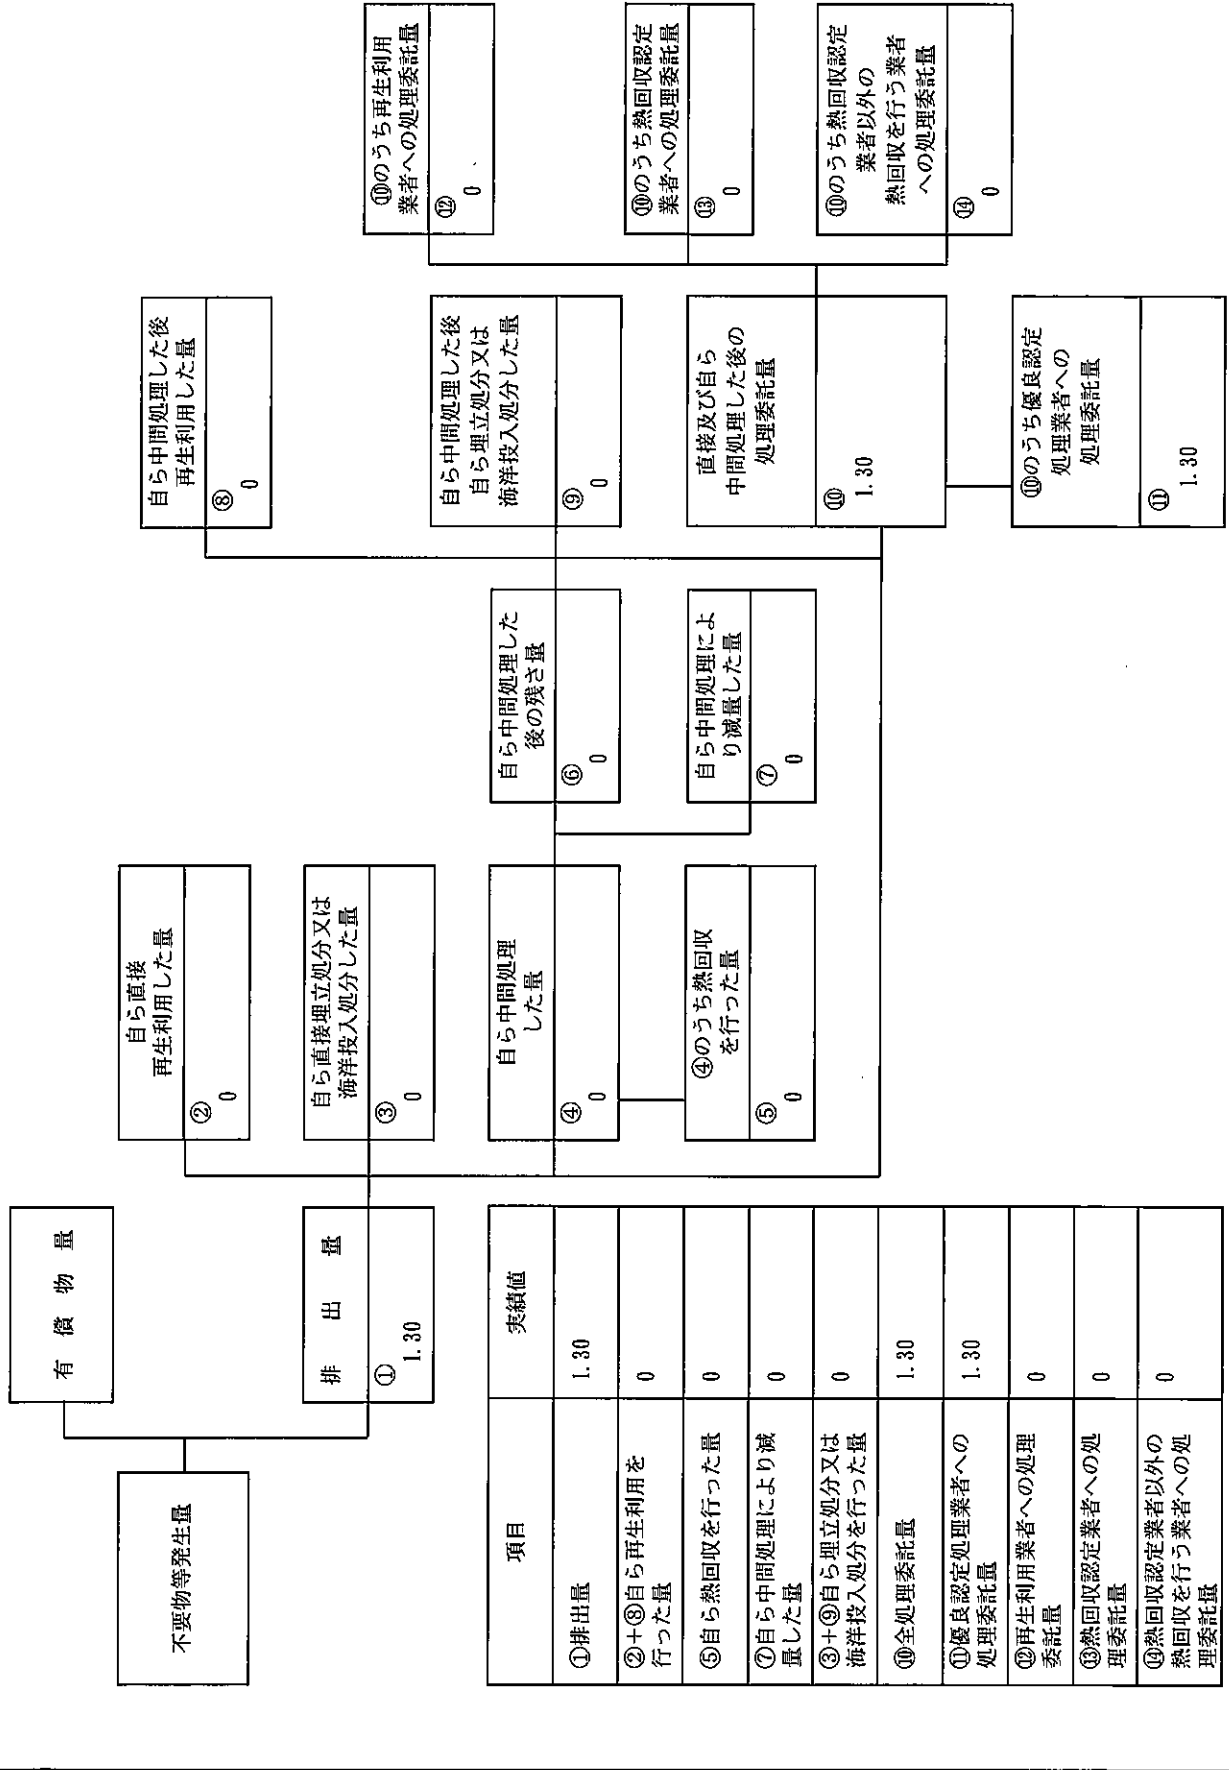 不要物等発生量
有償物量
排出量
①
1.30
自ら直接
再生利用した量
②
0
自ら直接埋立処分又は
海洋投入処分した量
③
0
自ら中間処理
した量
④
0
④のうち熱回収
を行った量
⑤
0
自ら中間処理した
後の残さ量
⑥
0
自ら中間処理によ
り減量した量
⑦
0
自ら中間処理した後
再生利用した量
⑧
0
自ら中間処理した後
自ら埋立処分又は
海洋投入処分した量
⑨
0
直接及び自ら
中間処理した後の
処理委託量
⑩
1.30
⑩のうち優良認定
処理業者への
処理委託量
⑪
1.30
⑩のうち再生利用
業者への処理委託量
⑫
0
⑩のうち熱回収認定
業者への処理委託量
⑬
0
⑩のうち熱回収認定
業者以外の
熱回収を行う業者
への処理委託量
⑭
0
項目 実績値
①排出量 1.30
②+⑧自ら再生利用を
行った量 0
⑤自ら熱回収を行った量 0
⑦自ら中間処理により減
量した量 0
③+⑨自ら埋立処分又は
海洋投入処分を行った量 0
⑩全処理委託量 1.30
⑪優良認定処理業者への
処理委託量 1.30
⑫再生利用業者への処理
委託量 0
⑬熱回収認定業者への処
理委託量 0
⑭熱回収認定業者以外の
熱回収を行う業者への処
理委託量 0